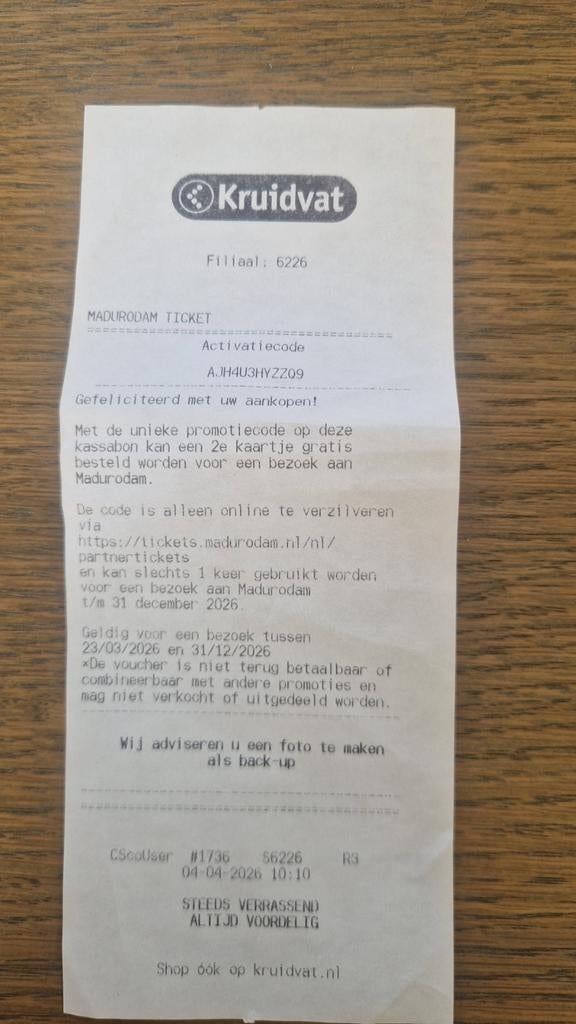 Kruidvat
Filiaal: 6226
MADURODAM TICKET
Activatiecode
AJH4U3HYZZQ9
Gefeliciteerd met uw aankopen!
Met de unieke promotiecode op deze
kassabon kan een 2e kaartje gratis
besteld worden voor een bezoek aan
Madurodam.
De code is alleen online te verzilveren
via
https://tickets.madurodam.nl/nl/
partnertickets
en kan slechts 1 keer gebruikt worden
voor een bezoek aan Madurodam
t/m 31 december 2026.
Geldig voor een bezoek tussen
23/03/2026 en 31/12/2026
*De voucher is niet terug betaalbaar of
combineerbaar met andere promoties en
mag niet verkocht of uitgedeeld worden.
Wij adviseren u een foto te maken
als back-up
CScoUser #1736 S6226 R3
04-04-2026 10:10
STEEDS VERRASSEND
ALTIJD VOORDELIG
Shop óók op kruidvat.nl